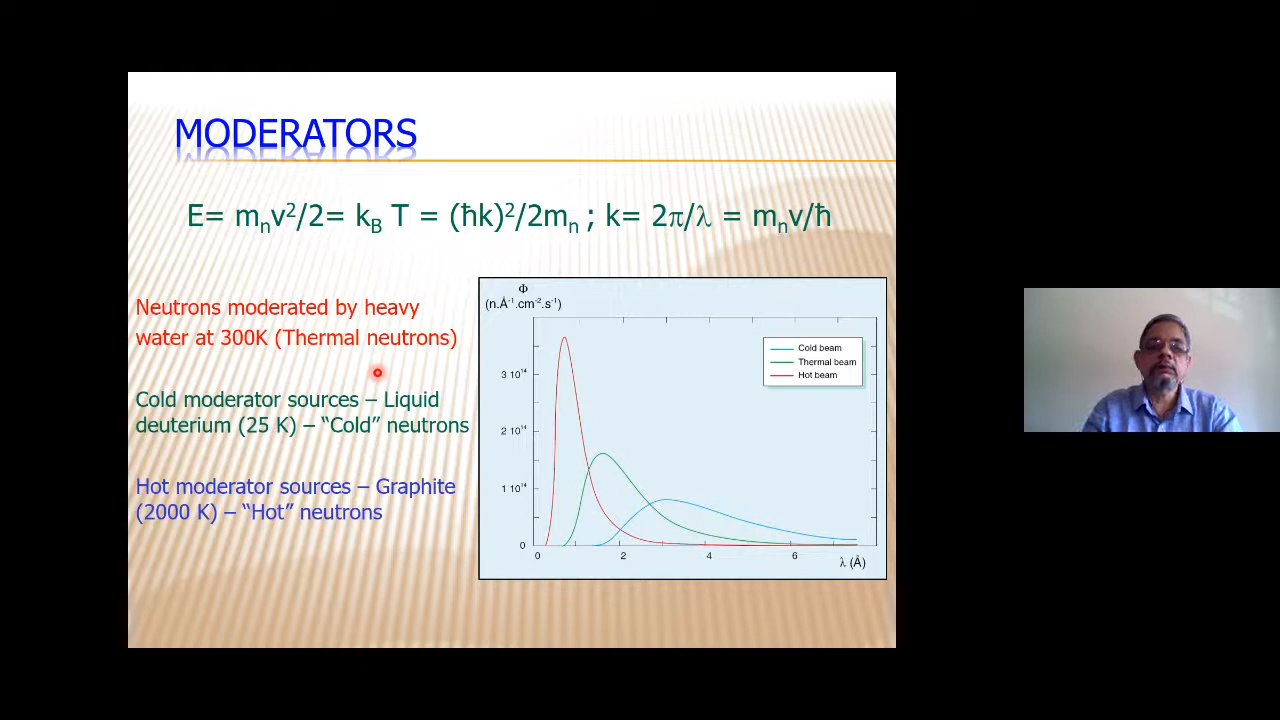 MODERATORS
E= mₙv²/2= k_B T = (ħk)²/2mₙ ; k= 2π/λ = mₙv/ħ
Neutrons moderated by heavy
water at 300K (Thermal neutrons)
Cold moderator sources – Liquid
deuterium (25 K) – “Cold” neutrons
Hot moderator sources – Graphite
(2000 K) – “Hot” neutrons
Φ
(n.Å⁻¹.cm⁻².s⁻¹)
Cold beam
Thermal beam
Hot beam
3 10¹⁴
2 10¹⁴
1 10¹⁴
0
0 2 4 6
λ (Å)